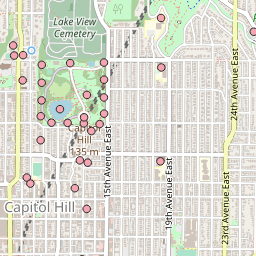 Lake View
Cemetery
24th Avenue East
Capitol
Hill
135 m
15th Avenue East
19th Avenue East
23rd Avenue East
Capitol Hill